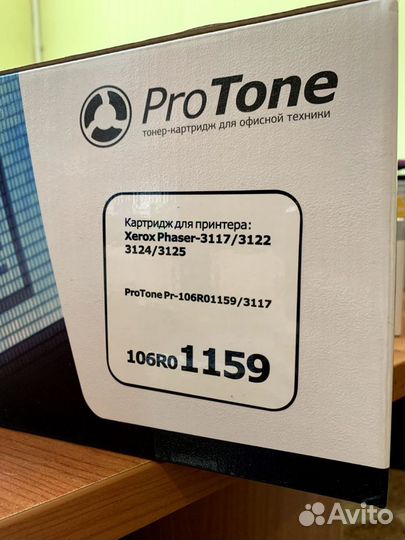 ProTone
тонер-картридж для офисной техники
Картридж для принтера:
Xerox Phaser-3117/3122
3124/3125
ProTone Pr-106R01159/3117
106R01159
Avito